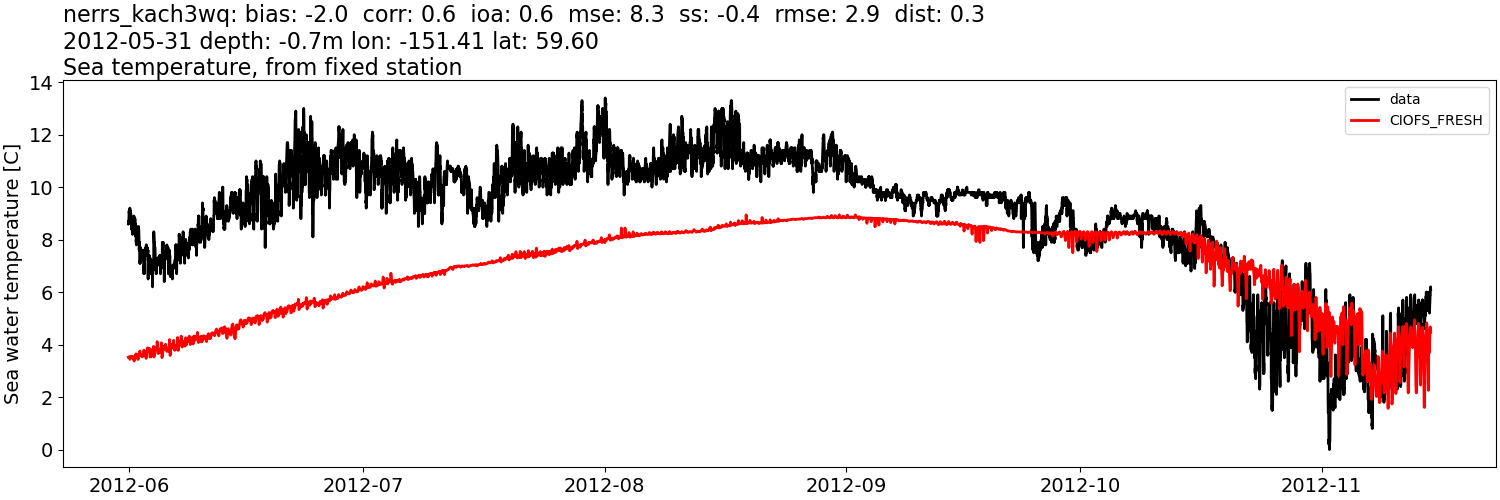 nerrs_kach3wq: bias: -2.0  corr: 0.6  ioa: 0.6  mse: 8.3  ss: -0.4  rmse: 2.9  dist: 0.3
2012-05-31 depth: -0.7m lon: -151.41 lat: 59.60
Sea temperature, from fixed station
14
12
10
8
6
4
2
0
Sea water temperature [C]
data
CIOFS_FRESH
2012-06
2012-07
2012-08
2012-09
2012-10
2012-11